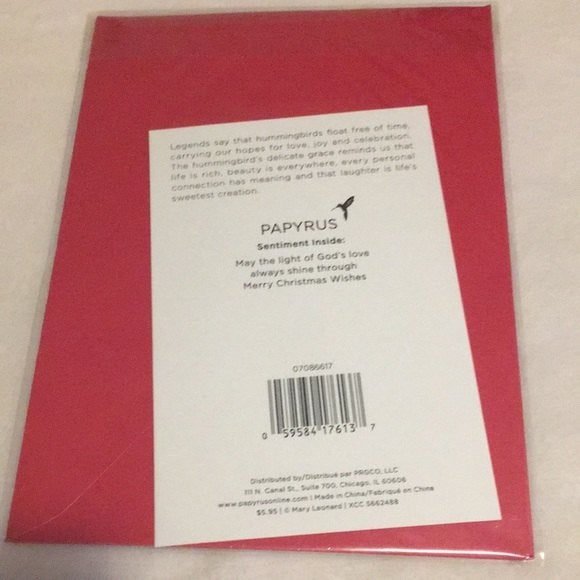 Legends say that hummingbirds float free of time,
carrying our hopes for love, joy and celebration.
The hummingbird's delicate grace reminds us that
life is rich, beauty is everywhere, every personal
connection has meaning and that laughter is life's
sweetest creation.
PAPYRUS
Sentiment Inside:
May the light of God's love
always shine through
Merry Christmas Wishes
07086617
0 59584 17613 7
Distributed by/Distribué par PRGCO, LLC
111 N. Canal St., Suite 700, Chicago, IL 60606
www.papyrusonline.com | Made in China/Fabriqué en China
$5.95 | © Mary Leonard | XCC 5662488